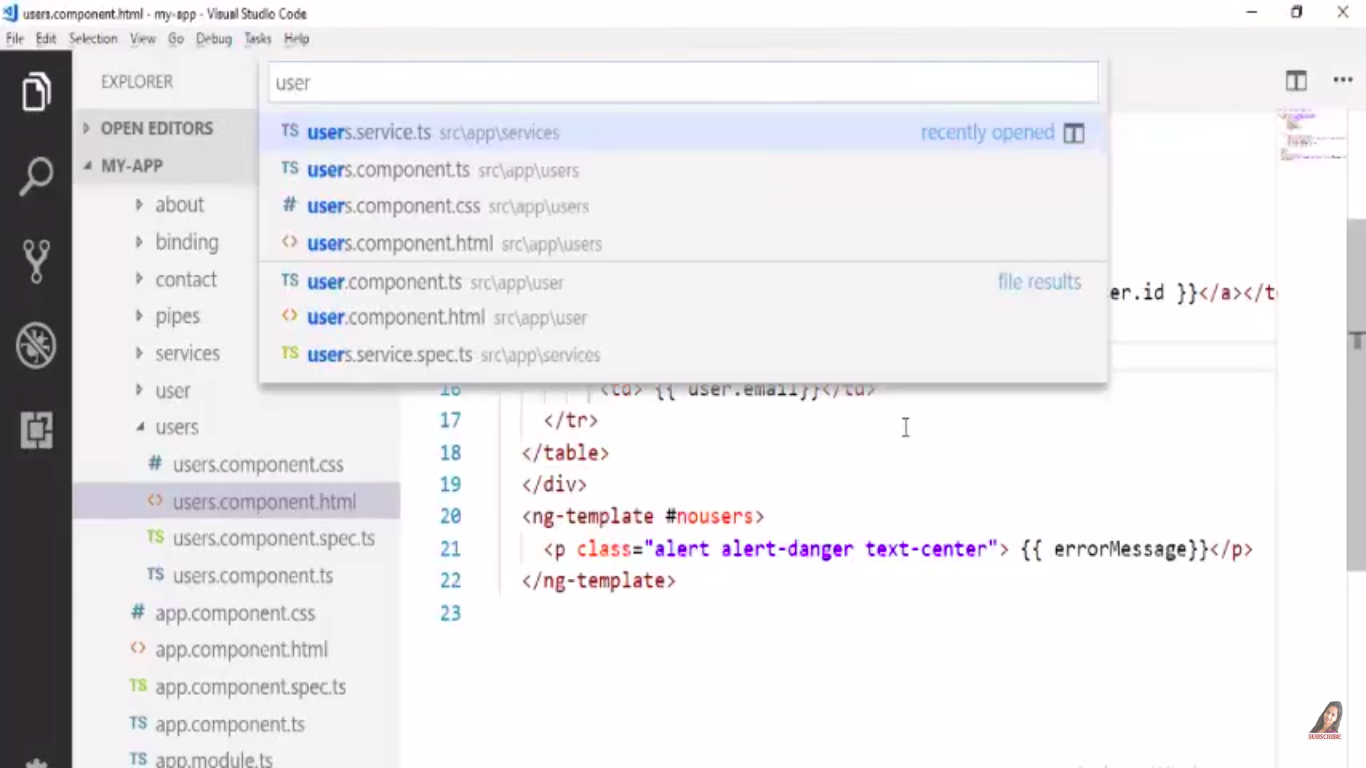 users.component.html - my-app - Visual Studio Code
File Edit Selection View Go Debug Tasks Help
EXPLORER
OPEN EDITORS
MY-APP
about
binding
contact
pipes
services
user
users
# users.component.css
<> users.component.html
TS users.component.spec.ts
TS users.component.ts
# app.component.css
<> app.component.html
TS app.component.spec.ts
TS app.component.ts
TS app.module.ts
user
TS users.service.ts src\app\services recently opened
TS users.component.ts src\app\users
# users.component.css src\app\users
<> users.component.html src\app\users
TS user.component.ts src\app\user file results
<> user.component.html src\app\user
TS users.service.spec.ts src\app\services
er.id }}</a></t
16 <td> {{ user.email}}</td>
17 </tr>
18 </table>
19 </div>
20 <ng-template #nousers>
21 <p class="alert alert-danger text-center"> {{ errorMessage}}</p>
22 </ng-template>
23
SUBSCRIBE